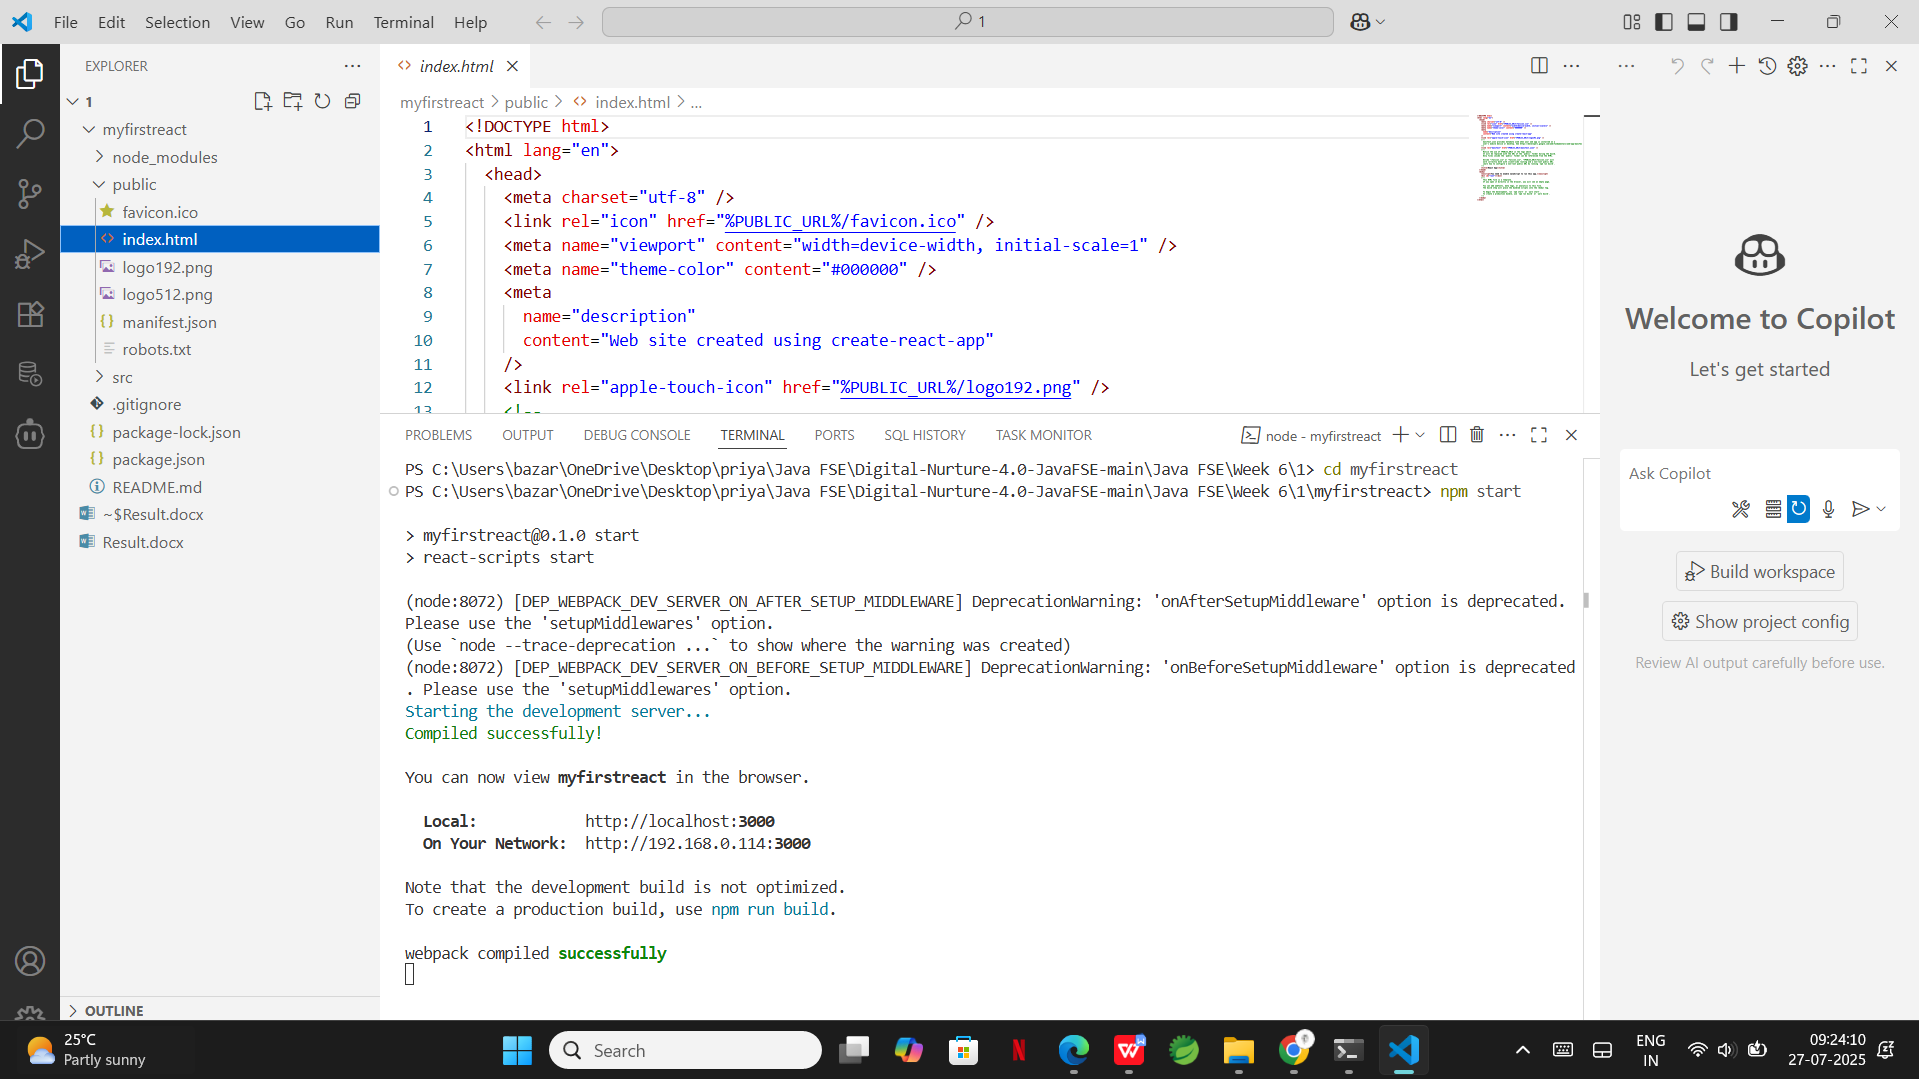 File Edit Selection View Go Run Terminal Help
1
EXPLORER
1
myfirstreact
node_modules
public
favicon.ico
index.html
logo192.png
logo512.png
manifest.json
robots.txt
src
.gitignore
package-lock.json
package.json
README.md
~$Result.docx
Result.docx
OUTLINE
index.html
myfirstreact > public > index.html > ...
1 <!DOCTYPE html>
2 <html lang="en">
3 <head>
4 <meta charset="utf-8" />
5 <link rel="icon" href="%PUBLIC_URL%/favicon.ico" />
6 <meta name="viewport" content="width=device-width, initial-scale=1" />
7 <meta name="theme-color" content="#000000" />
8 <meta
9 name="description"
10 content="Web site created using create-react-app"
11 />
12 <link rel="apple-touch-icon" href="%PUBLIC_URL%/logo192.png" />
13 <!--
PROBLEMS OUTPUT DEBUG CONSOLE TERMINAL PORTS SQL HISTORY TASK MONITOR
node - myfirstreact
PS C:\Users\bazar\OneDrive\Desktop\priya\Java FSE\Digital-Nurture-4.0-JavaFSE-main\Java FSE\Week 6\1> cd myfirstreact
PS C:\Users\bazar\OneDrive\Desktop\priya\Java FSE\Digital-Nurture-4.0-JavaFSE-main\Java FSE\Week 6\1\myfirstreact> npm start
> myfirstreact@0.1.0 start
> react-scripts start
(node:8072) [DEP_WEBPACK_DEV_SERVER_ON_AFTER_SETUP_MIDDLEWARE] DeprecationWarning: 'onAfterSetupMiddleware' option is deprecated.
Please use the 'setupMiddlewares' option.
(Use `node --trace-deprecation ...` to show where the warning was created)
(node:8072) [DEP_WEBPACK_DEV_SERVER_ON_BEFORE_SETUP_MIDDLEWARE] DeprecationWarning: 'onBeforeSetupMiddleware' option is deprecated
. Please use the 'setupMiddlewares' option.
Starting the development server...
Compiled successfully!
You can now view myfirstreact in the browser.
Local: http://localhost:3000
On Your Network: http://192.168.0.114:3000
Note that the development build is not optimized.
To create a production build, use npm run build.
webpack compiled successfully
Welcome to Copilot
Let's get started
Ask Copilot
Build workspace
Show project config
Review AI output carefully before use.
25°C
Partly sunny
Search
ENG
IN
09:24:10
27-07-2025